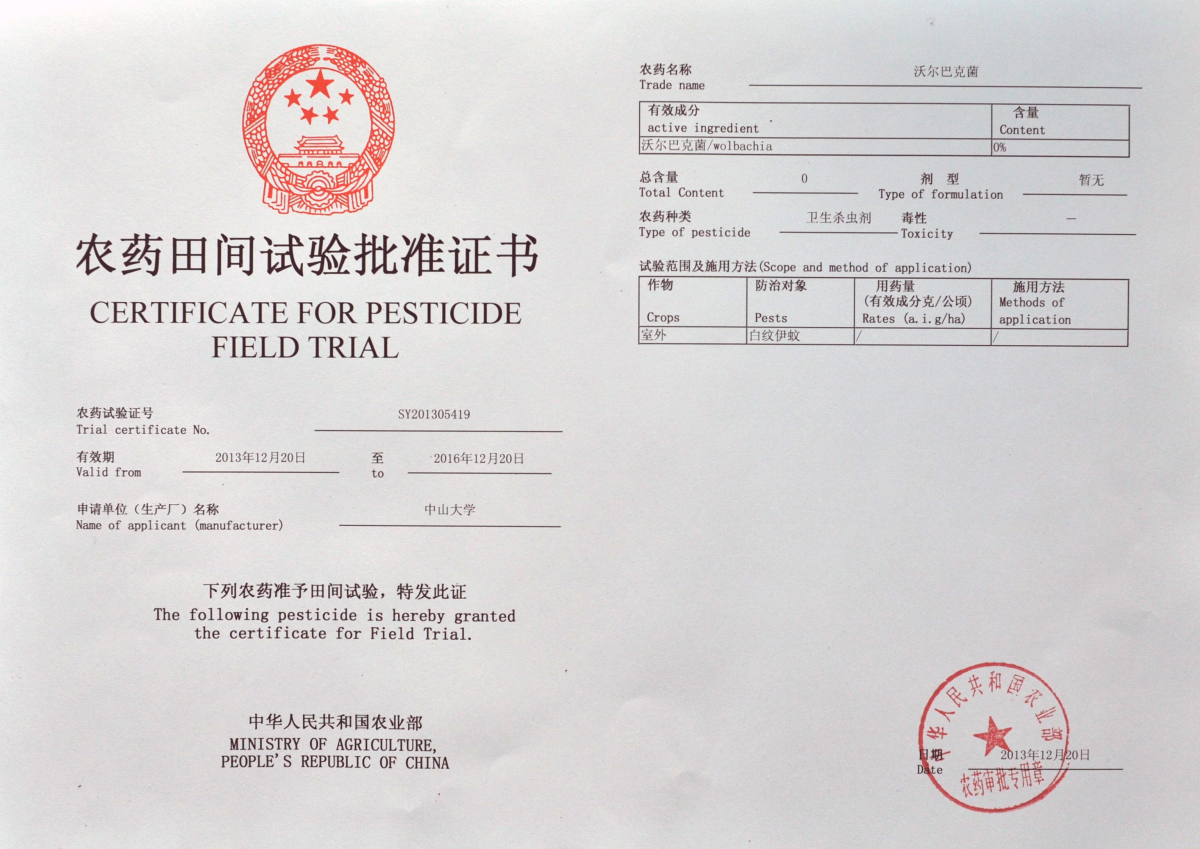 农药田间试验批准证书
CERTIFICATE FOR PESTICIDE
FIELD TRIAL
农药试验证号 SY201305419
Trial certificate No.
有效期 2013年12月20日 至 2016年12月20日
Valid from to
申请单位（生产厂）名称 中山大学
Name of applicant (manufacturer)
下列农药准予田间试验，特发此证
The following pesticide is hereby granted
the certificate for Field Trial.
中华人民共和国农业部
MINISTRY OF AGRICULTURE,
PEOPLE'S REPUBLIC OF CHINA
农药名称 沃尔巴克菌
Trade name
有效成分 含量
active ingredient Content
沃尔巴克菌/wolbachia 0%
总含量 0 剂 型 暂无
Total Content Type of formulation
农药种类 卫生杀虫剂 毒性 —
Type of pesticide Toxicity
试验范围及施用方法(Scope and method of application)
作物 防治对象 用药量 施用方法
(有效成分克/公顷) Methods of
Crops Pests Rates (a.i.g/ha) application
室外 白纹伊蚊 / /
中华人民共和国农业部
日期 2013年12月20日
Date
农药审批专用章